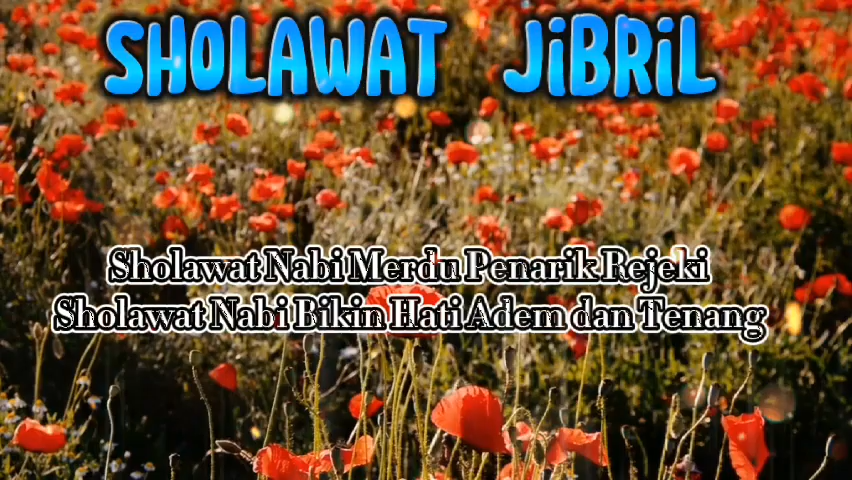 SHOLAWAT JiBRiL
Sholawat Nabi Merdu Penarik Rejeki
Sholawat Nabi Bikin Hati Adem dan Tenang